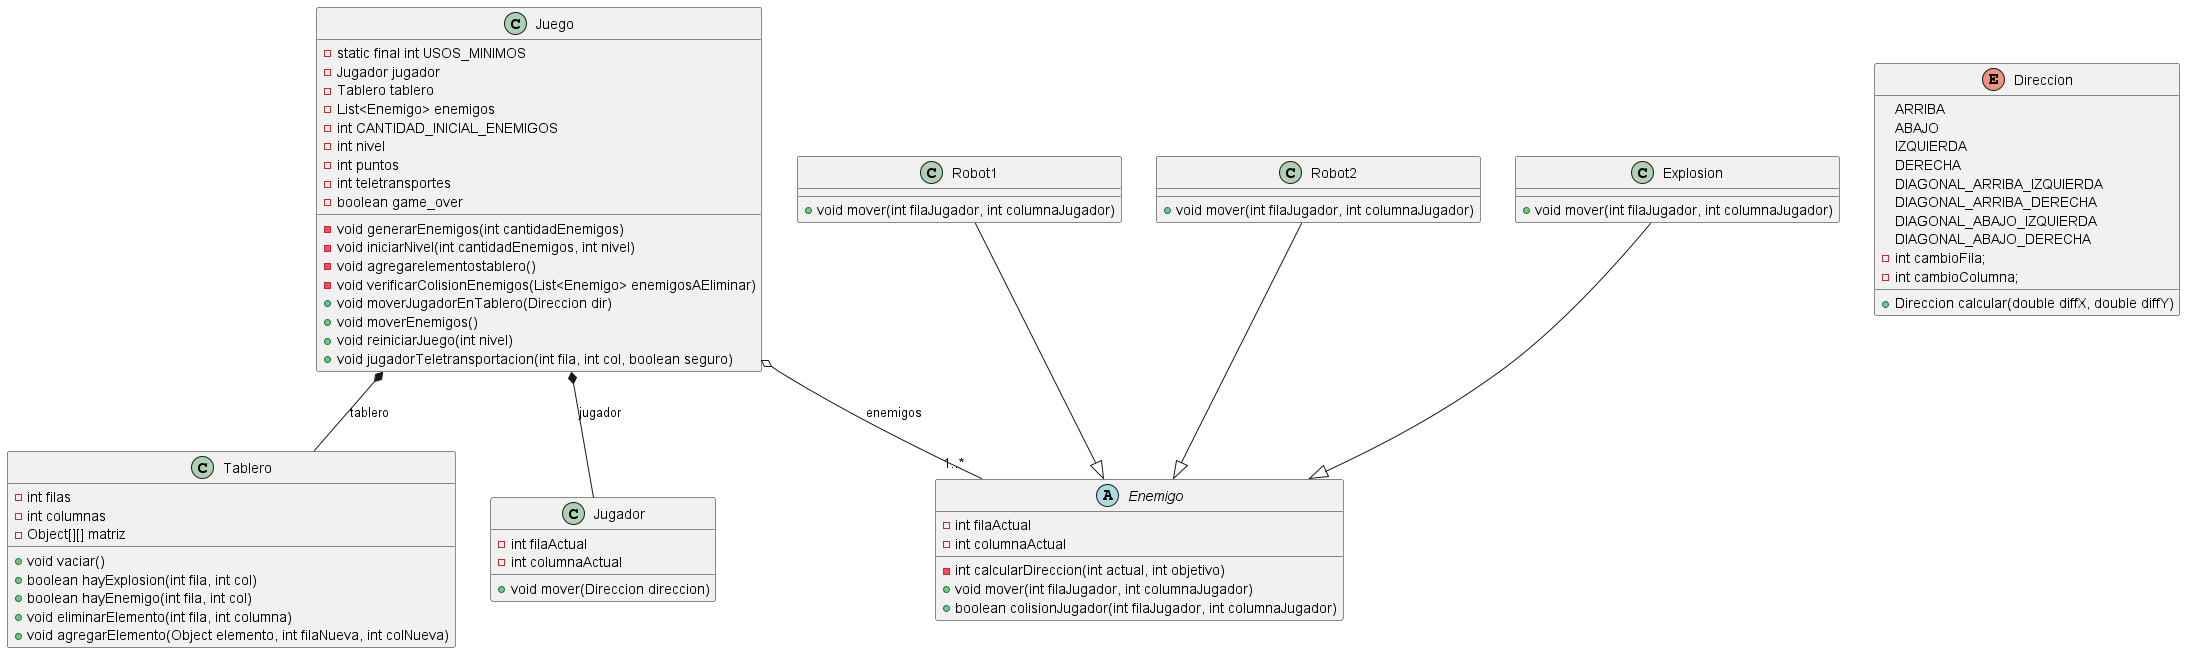 C Juego
static final int USOS_MINIMOS
Jugador jugador
Tablero tablero
List<Enemigo> enemigos
int CANTIDAD_INICIAL_ENEMIGOS
int nivel
int puntos
int teletransportes
boolean game_over
void generarEnemigos(int cantidadEnemigos)
void iniciarNivel(int cantidadEnemigos, int nivel)
void agregarelementostablero()
void verificarColisionEnemigos(List<Enemigo> enemigosAEliminar)
void moverJugadorEnTablero(Direccion dir)
void moverEnemigos()
void reiniciarJuego(int nivel)
void jugadorTeletransportacion(int fila, int col, boolean seguro)
C Robot1
void mover(int filaJugador, int columnaJugador)
C Robot2
void mover(int filaJugador, int columnaJugador)
C Explosion
void mover(int filaJugador, int columnaJugador)
E Direccion
ARRIBA
ABAJO
IZQUIERDA
DERECHA
DIAGONAL_ARRIBA_IZQUIERDA
DIAGONAL_ARRIBA_DERECHA
DIAGONAL_ABAJO_IZQUIERDA
DIAGONAL_ABAJO_DERECHA
int cambioFila;
int cambioColumna;
Direccion calcular(double diffX, double diffY)
tablero
jugador
enemigos
1..*
C Tablero
int filas
int columnas
Object[][] matriz
void vaciar()
boolean hayExplosion(int fila, int col)
boolean hayEnemigo(int fila, int col)
void eliminarElemento(int fila, int columna)
void agregarElemento(Object elemento, int filaNueva, int colNueva)
C Jugador
int filaActual
int columnaActual
void mover(Direccion direccion)
A Enemigo
int filaActual
int columnaActual
int calcularDireccion(int actual, int objetivo)
void mover(int filaJugador, int columnaJugador)
boolean colisionJugador(int filaJugador, int columnaJugador)